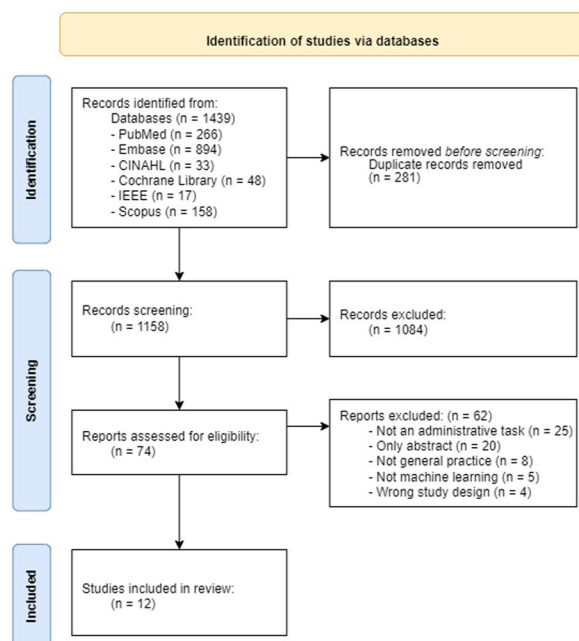 Identification of studies via databases
Identification
Records identified from:
Databases (n = 1439)
- PubMed (n = 266)
- Embase (n = 894)
- CINAHL (n = 33)
- Cochrane Library (n = 48)
- IEEE (n = 17)
- Scopus (n = 158)
Records removed before screening:
Duplicate records removed
(n = 281)
Screening
Records screening:
(n = 1158)
Records excluded:
(n = 1084)
Reports assessed for eligibility:
(n = 74)
Reports excluded: (n = 62)
- Not an administrative task (n = 25)
- Only abstract (n = 20)
- Not general practice (n = 8)
- Not machine learning (n = 5)
- Wrong study design (n = 4)
Included
Studies included in review:
(n = 12)